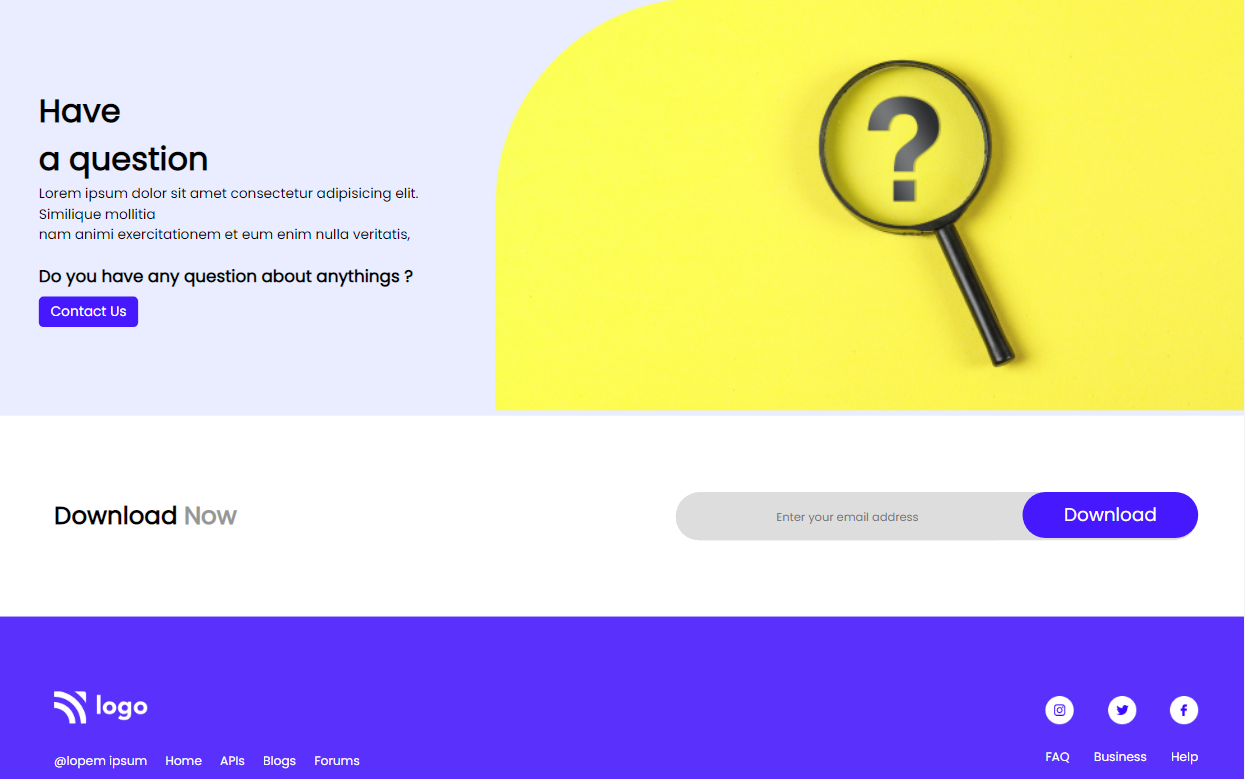 Have
a question
Lorem ipsum dolor sit amet consectetur adipisicing elit.
Similique mollitia
nam animi exercitationem et eum enim nulla veritatis,
Do you have any question about anythings ?
Contact Us
?
Download Now
Enter your email address
Download
logo
@lopem ipsum Home APIs Blogs Forums
FAQ Business Help